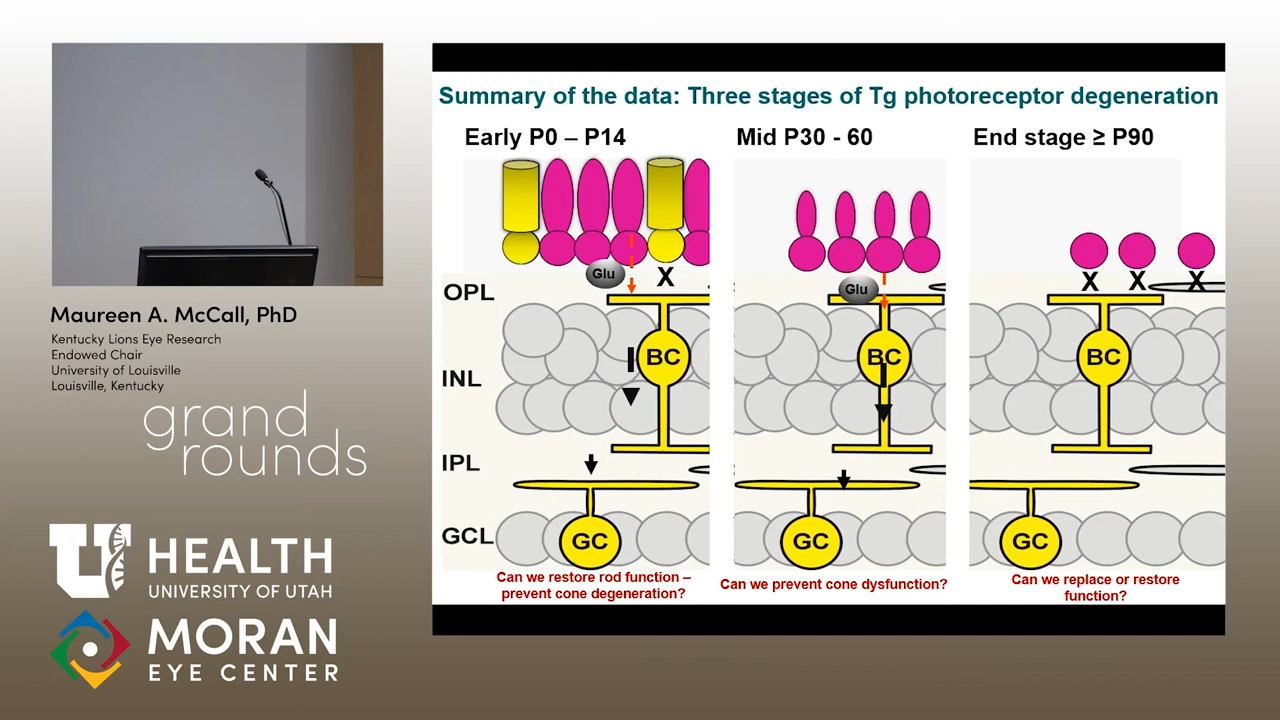 Summary of the data: Three stages of Tg photoreceptor degeneration
Early P0 – P14
Mid P30 - 60
End stage ≥ P90
Glu
X
Glu
X
X
X
OPL
INL
IPL
GCL
BC
BC
BC
GC
GC
GC
Can we restore rod function –
prevent cone degeneration?
Can we prevent cone dysfunction?
Can we replace or restore
function?
Maureen A. McCall, PhD
Kentucky Lions Eye Research
Endowed Chair
University of Louisville
Louisville, Kentucky
grand
rounds
U
HEALTH
UNIVERSITY OF UTAH
MORAN
EYE CENTER